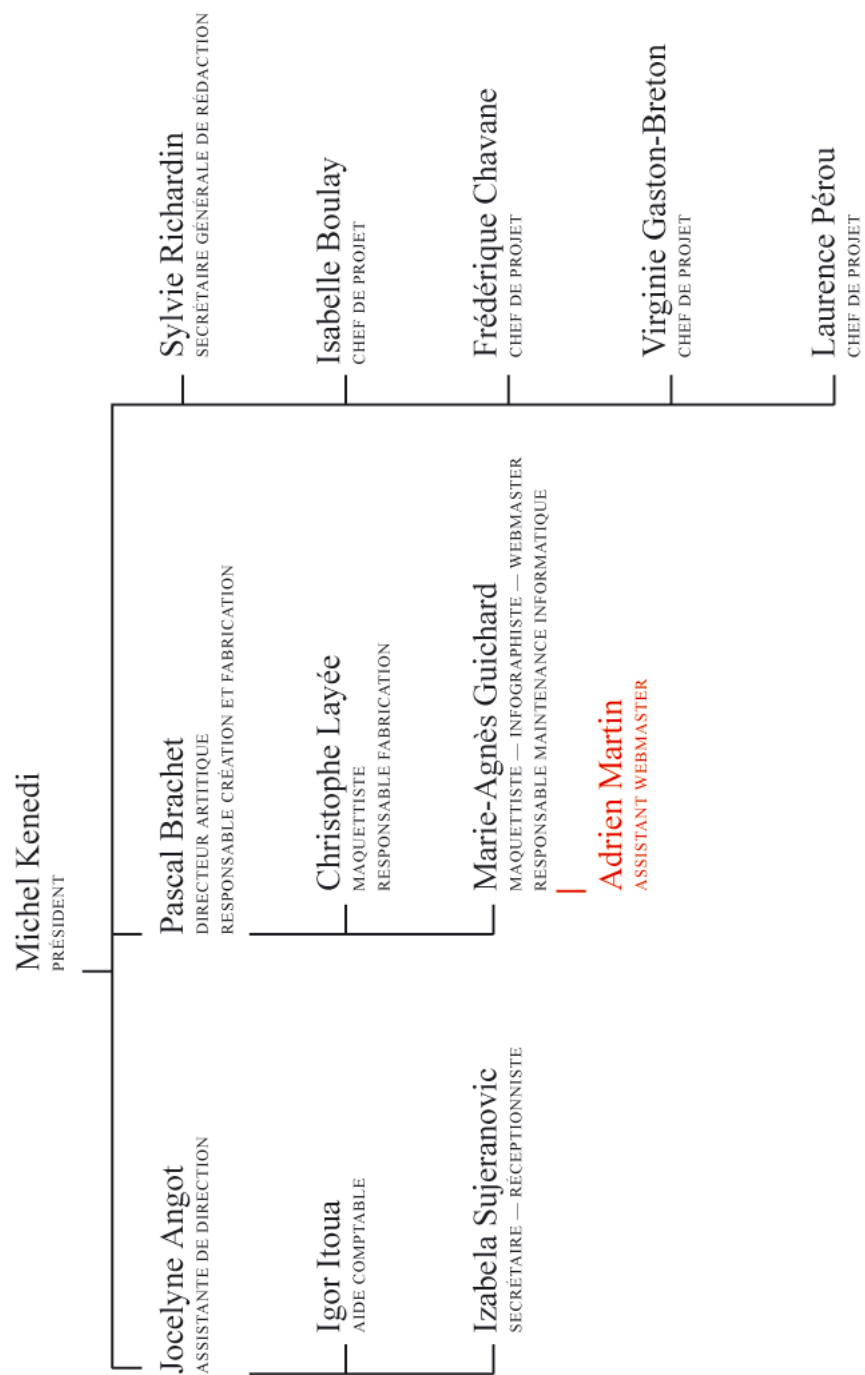 Michel Kenedi
PRÉSIDENT
Jocelyne Angot
ASSISTANTE DE DIRECTION
Igor Itoua
AIDE COMPTABLE
Izabela Sujeranovic
SECRÉTAIRE — RÉCEPTIONNISTE
Pascal Brachet
DIRECTEUR ARTITIQUE
RESPONSABLE CRÉATION ET FABRICATION
Christophe Layée
MAQUETTISTE
RESPONSABLE FABRICATION
Marie-Agnès Guichard
MAQUETTISTE — INFOGRAPHISTE — WEBMASTER
RESPONSABLE MAINTENANCE INFORMATIQUE
Adrien Martin
ASSISTANT WEBMASTER
Sylvie Richardin
SECRÉTAIRE GÉNÉRALE DE RÉDACTION
Isabelle Boulay
CHEF DE PROJET
Frédérique Chavane
CHEF DE PROJET
Virginie Gaston-Breton
CHEF DE PROJET
Laurence Pérou
CHEF DE PROJET